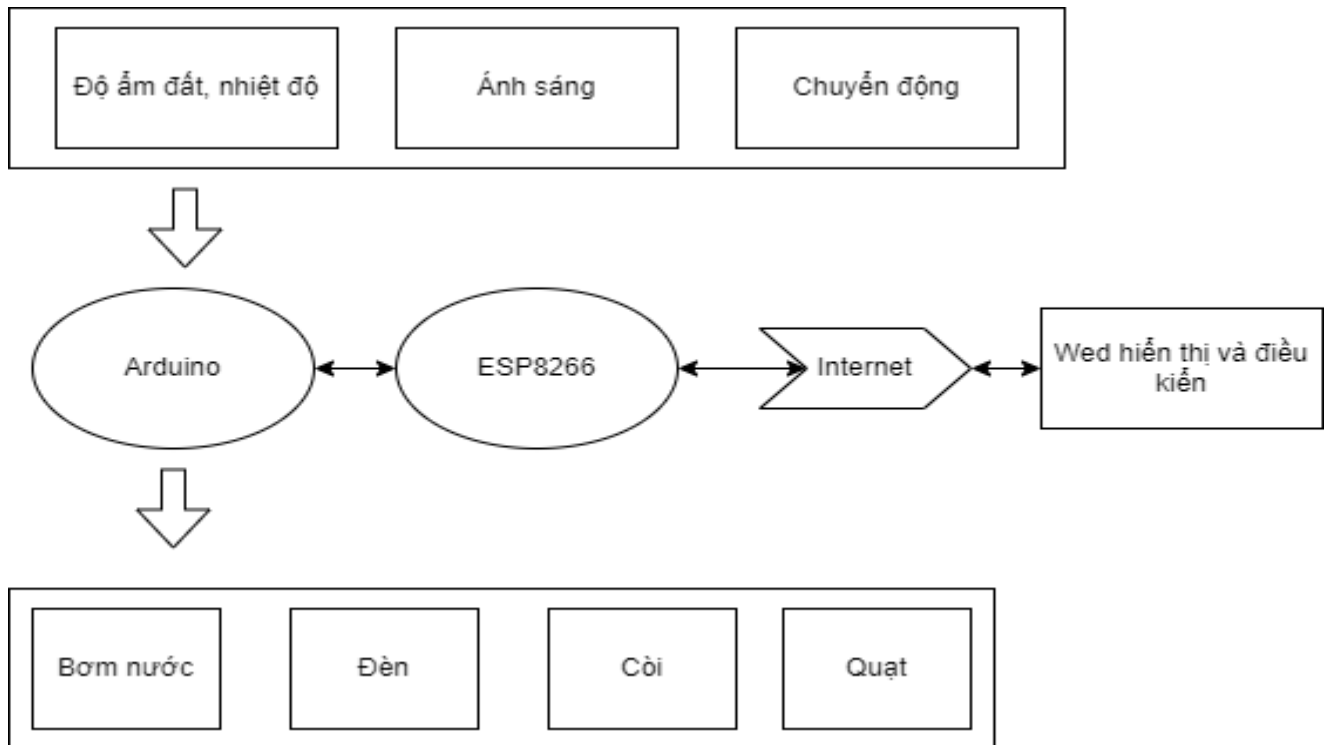 Độ ẩm đất, nhiệt độ
Ánh sáng
Chuyển động
Arduino
ESP8266
Internet
Wed hiển thị và điều
kiển
Bơm nước
Đèn
Còi
Quạt